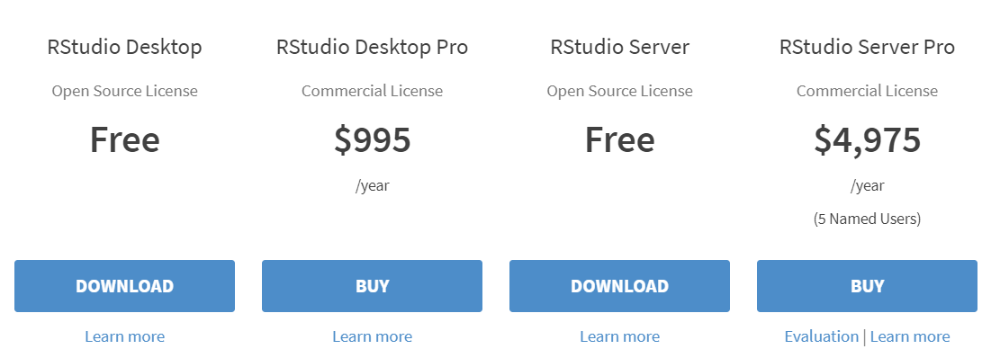 RStudio Desktop
Open Source License
Free
DOWNLOAD
Learn more
RStudio Desktop Pro
Commercial License
$995
/year
BUY
Learn more
RStudio Server
Open Source License
Free
DOWNLOAD
Learn more
RStudio Server Pro
Commercial License
$4,975
/year
(5 Named Users)
BUY
Evaluation | Learn more